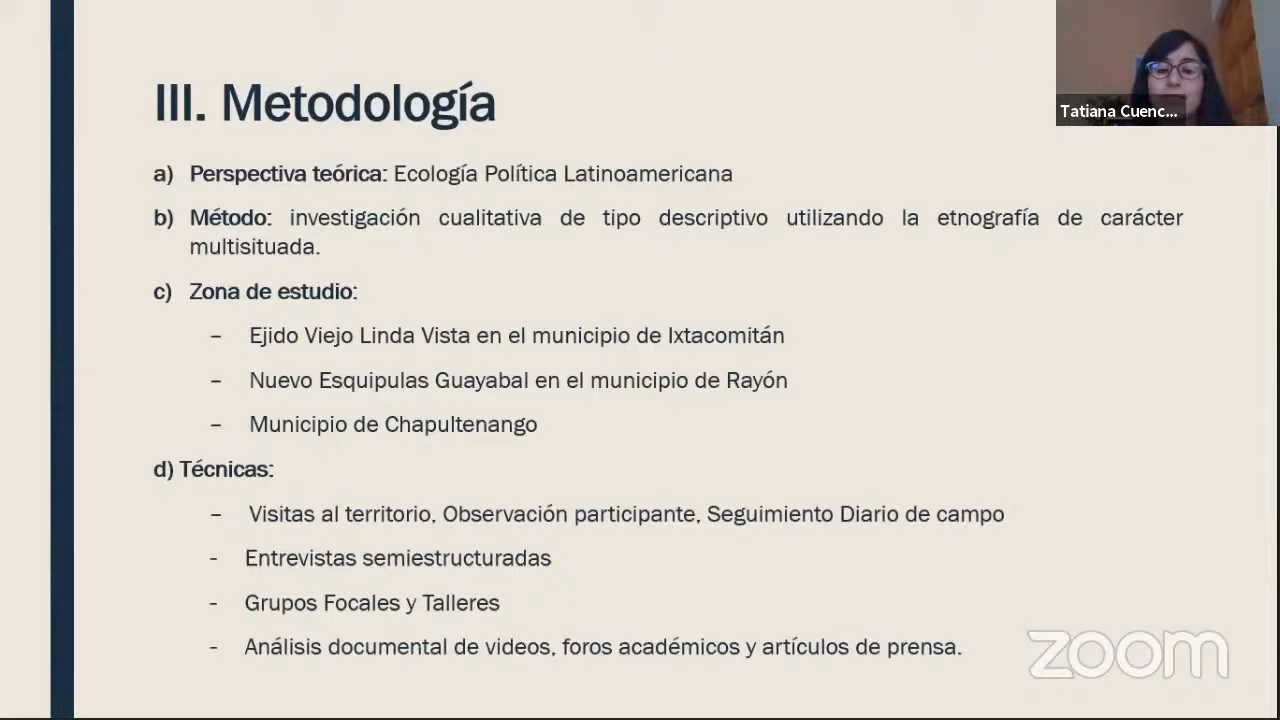 III. Metodología
Tatiana Cuenc...
a) Perspectiva teórica: Ecología Política Latinoamericana
b) Método: investigación cualitativa de tipo descriptivo utilizando la etnografía de carácter
multisituada.
c) Zona de estudio:
– Ejido Viejo Linda Vista en el municipio de Ixtacomitán
– Nuevo Esquipulas Guayabal en el municipio de Rayón
– Municipio de Chapultenango
d) Técnicas:
– Visitas al territorio, Observación participante, Seguimiento Diario de campo
- Entrevistas semiestructuradas
- Grupos Focales y Talleres
- Análisis documental de videos, foros académicos y artículos de prensa.
zoom